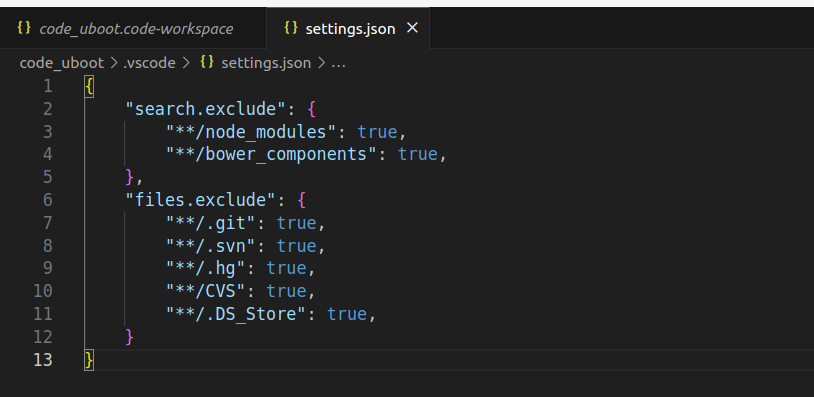 {} code_uboot.code-workspace {} settings.json ×
code_uboot > .vscode > {} settings.json > ...
1 {
2 "search.exclude": {
3 "**/node_modules": true,
4 "**/bower_components": true,
5 },
6 "files.exclude": {
7 "**/.git": true,
8 "**/.svn": true,
9 "**/.hg": true,
10 "**/CVS": true,
11 "**/.DS_Store": true,
12 }
13 }